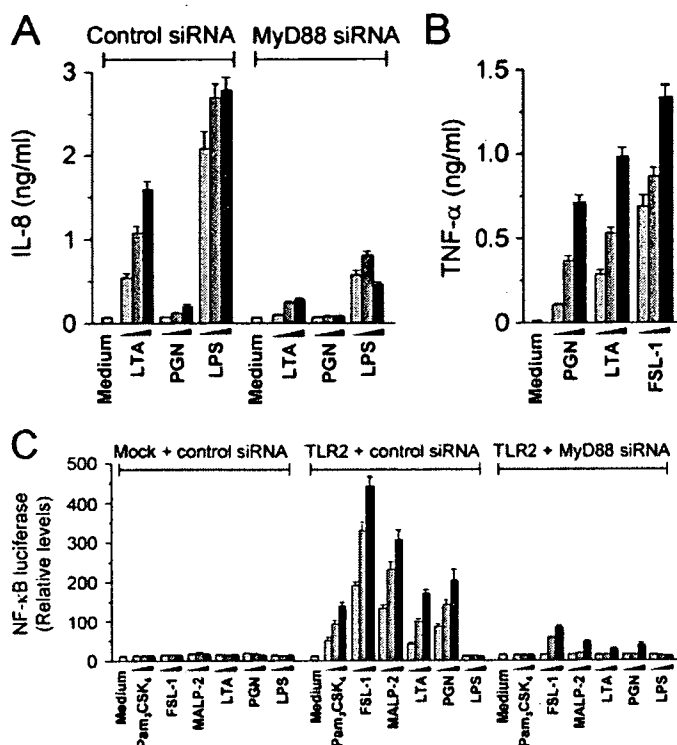 A
Control siRNA
MyD88 siRNA
IL-8 (ng/ml)
3
2
1
0
Medium
LTA
PGN
LPS
Medium
LTA
PGN
LPS
B
TNF-α (ng/ml)
1.5
1.0
0.5
0
Medium
PGN
LTA
FSL-1
C
Mock + control siRNA
TLR2 + control siRNA
TLR2 + MyD88 siRNA
NF-κB luciferase
(Relative levels)
500
400
300
200
100
0
Medium
Pam₃CSK₄
FSL-1
MALP-2
LTA
PGN
LPS
Medium
Pam₃CSK₄
FSL-1
MALP-2
LTA
PGN
LPS
Medium
Pam₃CSK₄
FSL-1
MALP-2
LTA
PGN
LPS